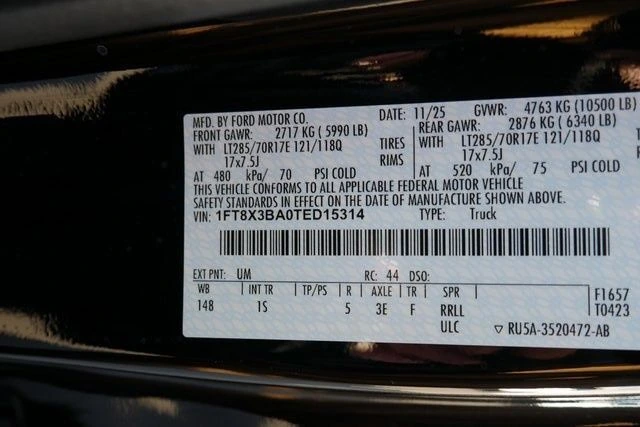 MFD. BY FORD MOTOR CO. DATE: 11/25 GVWR: 4763 KG (10500 LB)
FRONT GAWR: 2717 KG ( 5990 LB) REAR GAWR: 2876 KG ( 6340 LB)
WITH LT285/70R17E 121/118Q TIRES WITH LT285/70R17E 121/118Q
17x7.5J RIMS 17x7.5J
AT 480 kPa/ 70 PSI COLD AT 520 kPa/ 75 PSI COLD
THIS VEHICLE CONFORMS TO ALL APPLICABLE FEDERAL MOTOR VEHICLE
SAFETY STANDARDS IN EFFECT ON THE DATE OF MANUFACTURE SHOWN ABOVE.
VIN: 1FT8X3BA0TED15314 TYPE: Truck
EXT PNT: UM RC: 44 DSO:
WB INT TR TP/PS R AXLE TR SPR F1657
148 1S 5 3E F RRLL T0423
ULC ▽ RU5A-3520472-AB